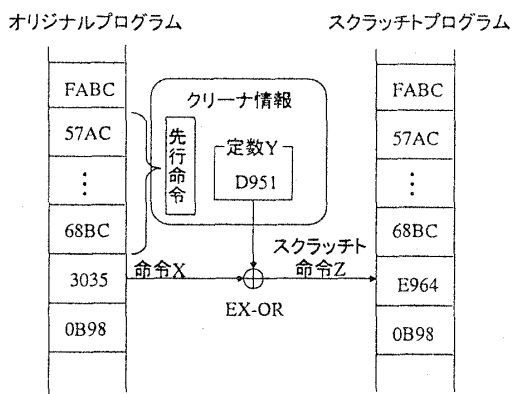 オリジナルプログラム
スクラッチトプログラム
FABC
57AC
⋮
68BC
3035
0B98
クリーナ情報
先行命令
定数Y
D951
命令X
EX-OR
スクラッチト
命令Z
FABC
57AC
⋮
68BC
E964
0B98